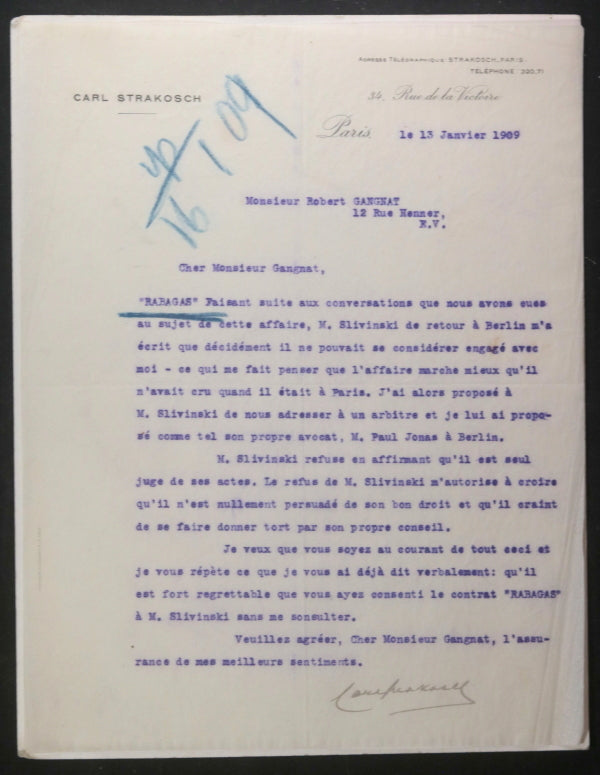 ADRESSE TÉLÉGRAPHIQUE STRAKOSCH, PARIS.
TÉLÉPHONE 320,71
CARL STRAKOSCH
34, Rue de la Victoire
Paris, le 13 Janvier 1909
16/1 09
Monsieur Robert GANGNAT
12 Rue Henner,
E.V.
Cher Monsieur Gangnat,
"RABAGAS" Faisant suite aux conversations que nous avons eues
au sujet de cette affaire, M. Slivinski de retour à Berlin m'a
écrit que décidément il ne pouvait se considérer engagé avec
moi - ce qui me fait penser que l'affaire marche mieux qu'il
n'avait cru quand il était à Paris. J'ai alors proposé à
M. Slivinski de nous adresser à un arbitre et je lui ai propo-
sé comme tel son propre avocat, M. Paul Jonas à Berlin.
M. Slivinski refuse en affirmant qu'il est seul
juge de ses actes. Le refus de M. Slivinski m'autorise à croire
qu'il n'est nullement persuadé de son bon droit et qu'il craint
de se faire donner tort par son propre conseil.
Je veux que vous soyez au courant de tout ceci et
je vous répète ce que je vous ai déjà dit verbalement: qu'il
est fort regrettable que vous ayez consenti le contrat "RABAGAS"
à M. Slivinski sans me sonsulter.
Veuillez agréer, Cher Monsieur Gangnat, l'assu-
rance de mes meilleurs sentiments.
Carl Strakosch